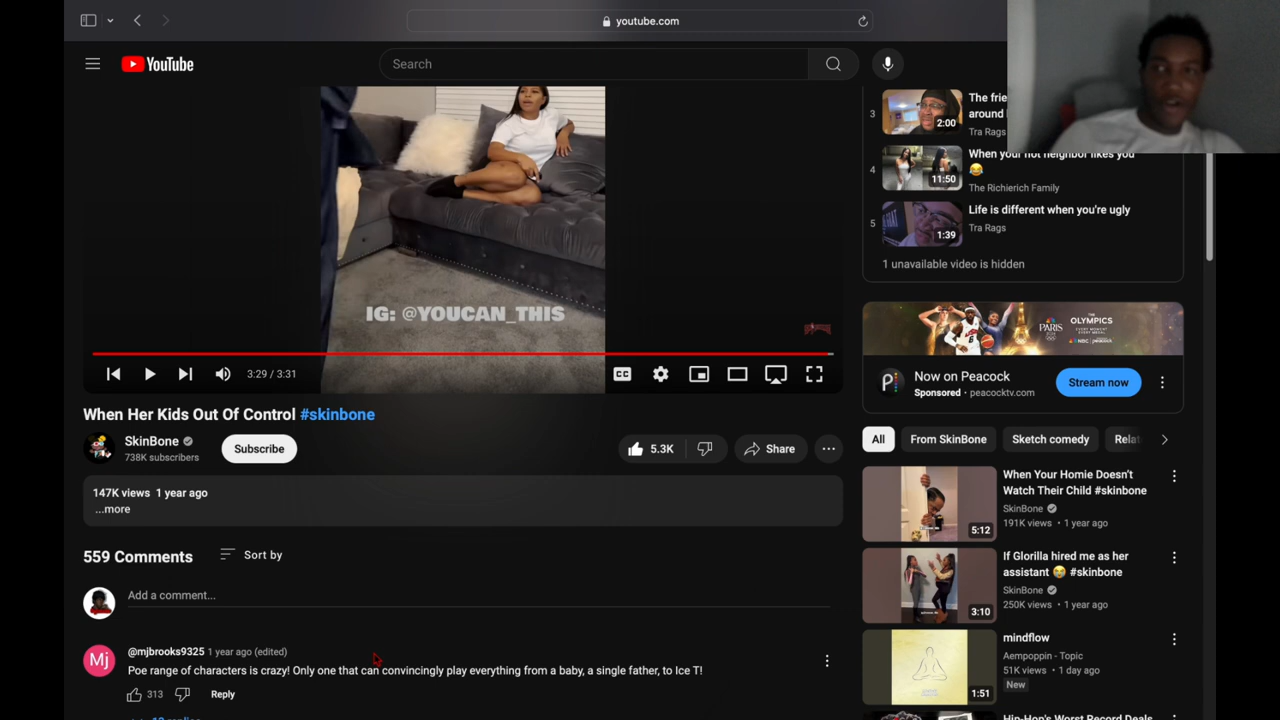 youtube.com
YouTube
Search
IG: @YOUCAN_THIS
3:29 / 3:31
CC
When Her Kids Out Of Control #skinbone
SkinBone
738K subscribers
Subscribe
5.3K
Share
147K views 1 year ago
...more
559 Comments
Sort by
Add a comment...
Mj
@mjbrooks9325 1 year ago (edited)
Poe range of characters is crazy! Only one that can convincingly play everything from a baby, a single father, to Ice T!
313
Reply
3
2:00
The frie
around
Tra Rags
4
11:50
When your hot neighbor likes you
The Richierich Family
5
1:39
Life is different when you're ugly
Tra Rags
1 unavailable video is hidden
PARIS
THE
OLYMPICS
NBC
peacock
Now on Peacock
Sponsored · peacocktv.com
Stream now
All
From SkinBone
Sketch comedy
Relat
5:12
When Your Homie Doesn't
Watch Their Child #skinbone
SkinBone
191K views · 1 year ago
3:10
If Glorilla hired me as her
assistant 😭 #skinbone
SkinBone
250K views · 1 year ago
1:51
mindflow
Aempoppin - Topic
51K views · 1 day ago
New
Hip-Hop's Worst Record Deals